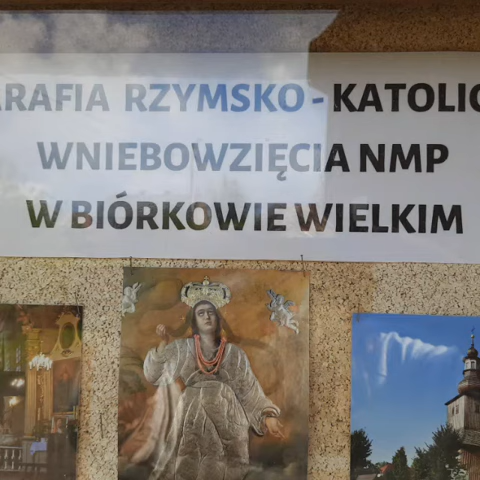 ARAFIA RZYMSKO - KATOLIC
WNIEBOWZIĘCIA NMP
W BIÓRKOWIE WIELKIM